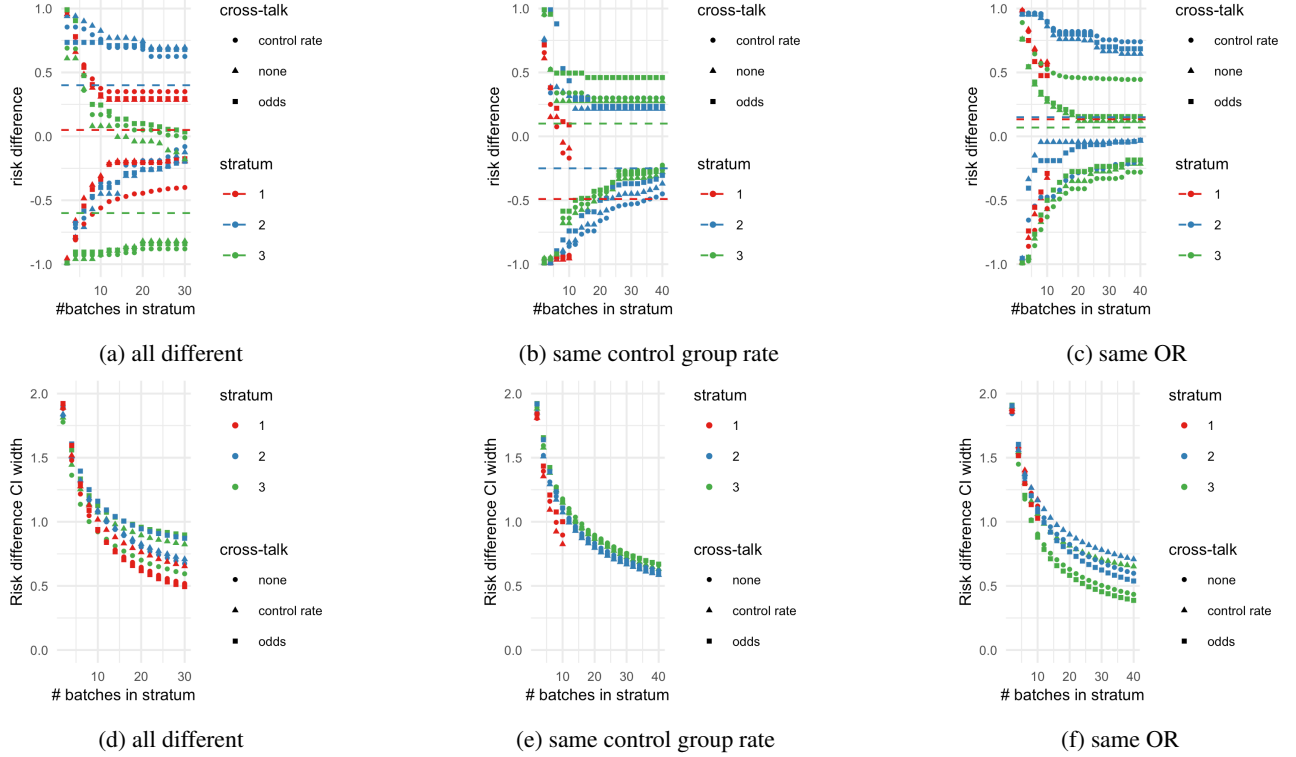 1.0
0.5
0.0
-0.5
-1.0
risk difference
10
20
30
#batches in stratum
cross-talk
control rate
none
odds
stratum
1
2
3
(a) all different
1.0
0.5
0.0
-0.5
-1.0
risk difference
10
20
30
40
#batches in stratum
cross-talk
control rate
none
odds
stratum
1
2
3
(b) same control group rate
1.0
0.5
0.0
-0.5
-1.0
risk difference
10
20
30
40
#batches in stratum
cross-talk
control rate
none
odds
stratum
1
2
3
(c) same OR
2.0
1.5
1.0
0.5
0.0
Risk difference CI width
10
20
30
# batches in stratum
stratum
1
2
3
cross-talk
none
control rate
odds
(d) all different
2.0
1.5
1.0
0.5
0.0
Risk difference CI width
10
20
30
40
# batches in stratum
stratum
1
2
3
cross-talk
none
control rate
odds
(e) same control group rate
2.0
1.5
1.0
0.5
0.0
Risk difference CI width
10
20
30
40
# batches in stratum
stratum
1
2
3
cross-talk
none
control rate
odds
(f) same OR